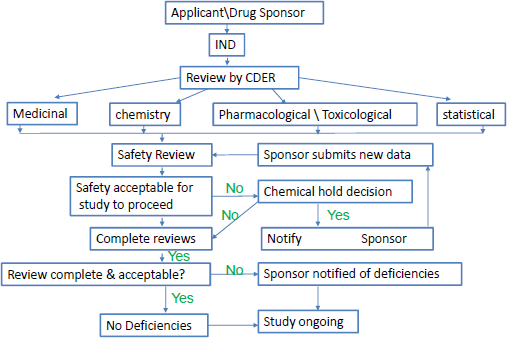 Applicant\Drug Sponsor
IND
Review by CDER
Medicinal
chemistry
Pharmacological \ Toxicological
statistical
Safety Review
Sponsor submits new data
Safety acceptable for
study to proceed
No
Chemical hold decision
No
Yes
Complete reviews
Notify Sponsor
Yes
Review complete & acceptable?
No
Sponsor notified of deficiencies
Yes
No Deficiencies
Study ongoing